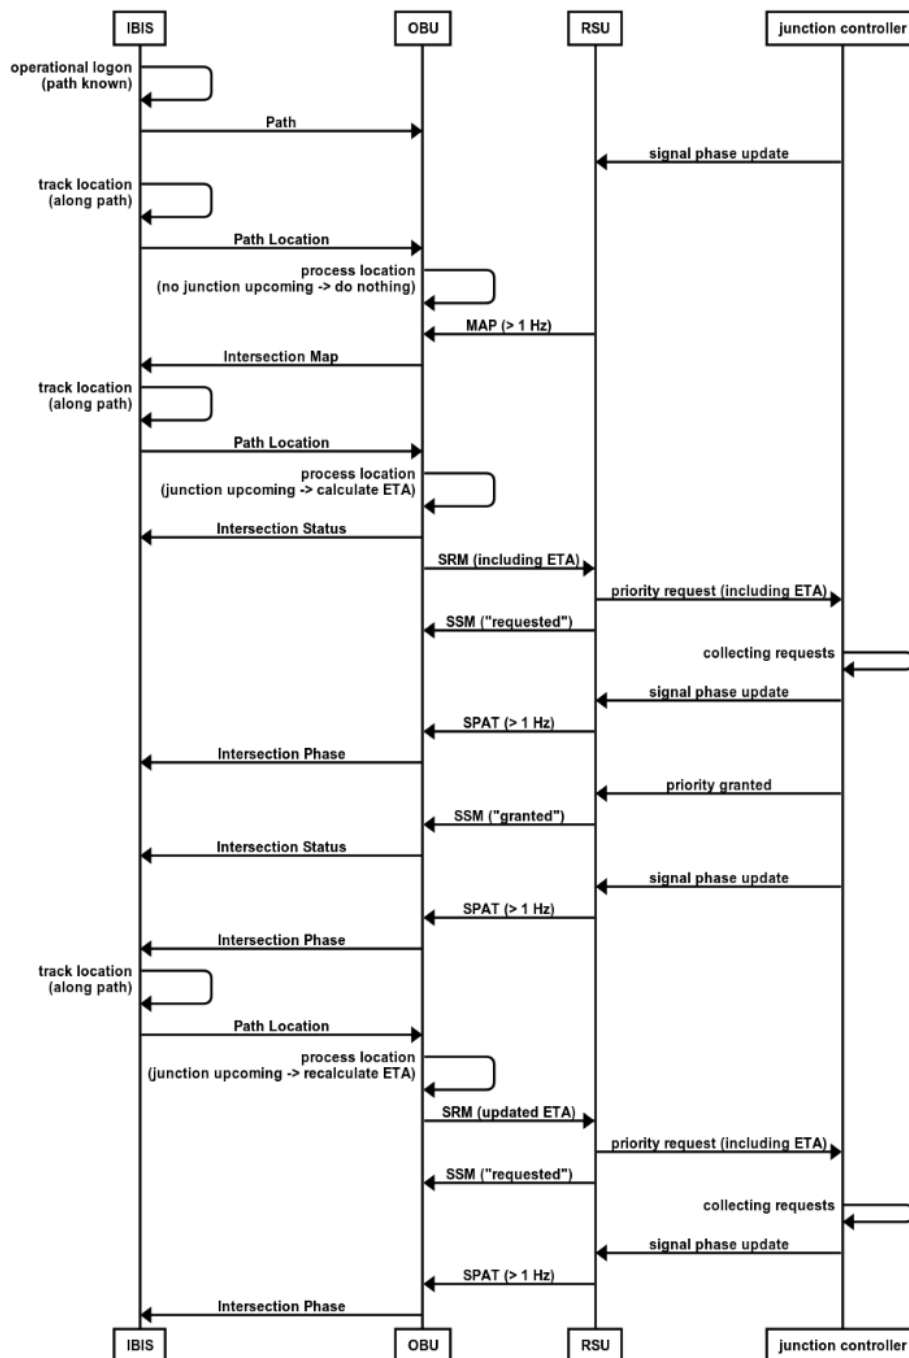 IBIS
OBU
RSU
junction controller
operational logon
(path known)
Path
signal phase update
track location
(along path)
Path Location
process location
(no junction upcoming -> do nothing)
MAP (> 1 Hz)
Intersection Map
track location
(along path)
Path Location
process location
(junction upcoming -> calculate ETA)
Intersection Status
SRM (including ETA)
priority request (including ETA)
SSM ("requested")
collecting requests
signal phase update
SPAT (> 1 Hz)
Intersection Phase
priority granted
SSM ("granted")
Intersection Status
signal phase update
SPAT (> 1 Hz)
Intersection Phase
track location
(along path)
Path Location
process location
(junction upcoming -> recalculate ETA)
SRM (updated ETA)
priority request (including ETA)
SSM ("requested")
collecting requests
signal phase update
SPAT (> 1 Hz)
Intersection Phase
IBIS
OBU
RSU
junction controller